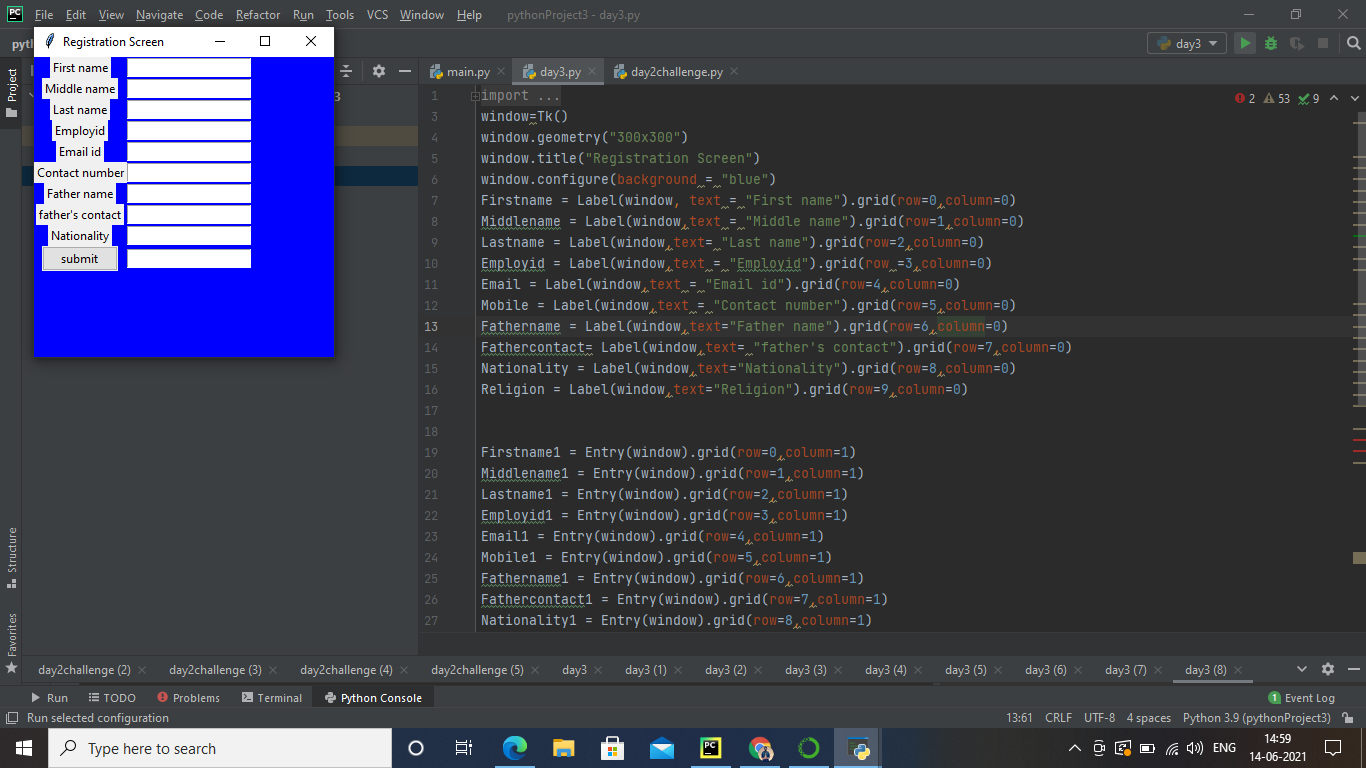 File Edit View Navigate Code Refactor Run Tools VCS Window Help pythonProject3 - day3.py
day3
Registration Screen
First name
Middle name
Last name
Employid
Email id
Contact number
Father name
father's contact
Nationality
submit
Project
Structure
Favorites
main.py day3.py day2challenge.py
2 53 9
1 import ...
3 window=Tk()
4 window.geometry("300x300")
5 window.title("Registration Screen")
6 window.configure(background = "blue")
7 Firstname = Label(window, text = "First name").grid(row=0,column=0)
8 Middlename = Label(window,text = "Middle name").grid(row=1,column=0)
9 Lastname = Label(window,text= "Last name").grid(row=2,column=0)
10 Employid = Label(window,text = "Employid").grid(row =3,column=0)
11 Email = Label(window,text = "Email id").grid(row=4,column=0)
12 Mobile = Label(window,text = "Contact number").grid(row=5,column=0)
13 Fathername = Label(window,text="Father name").grid(row=6,column=0)
14 Fathercontact= Label(window,text= "father's contact").grid(row=7,column=0)
15 Nationality = Label(window,text="Nationality").grid(row=8,column=0)
16 Religion = Label(window,text="Religion").grid(row=9,column=0)
17
18
19 Firstname1 = Entry(window).grid(row=0,column=1)
20 Middlename1 = Entry(window).grid(row=1,column=1)
21 Lastname1 = Entry(window).grid(row=2,column=1)
22 Employid1 = Entry(window).grid(row=3,column=1)
23 Email1 = Entry(window).grid(row=4,column=1)
24 Mobile1 = Entry(window).grid(row=5,column=1)
25 Fathername1 = Entry(window).grid(row=6,column=1)
26 Fathercontact1 = Entry(window).grid(row=7,column=1)
27 Nationality1 = Entry(window).grid(row=8,column=1)
day2challenge (2) day2challenge (3) day2challenge (4) day2challenge (5) day3 day3 (1) day3 (2) day3 (3) day3 (4) day3 (5) day3 (6) day3 (7) day3 (8)
Run TODO Problems Terminal Python Console 1 Event Log
Run selected configuration 13:61 CRLF UTF-8 4 spaces Python 3.9 (pythonProject3)
Type here to search ENG 14:59
14-06-2021